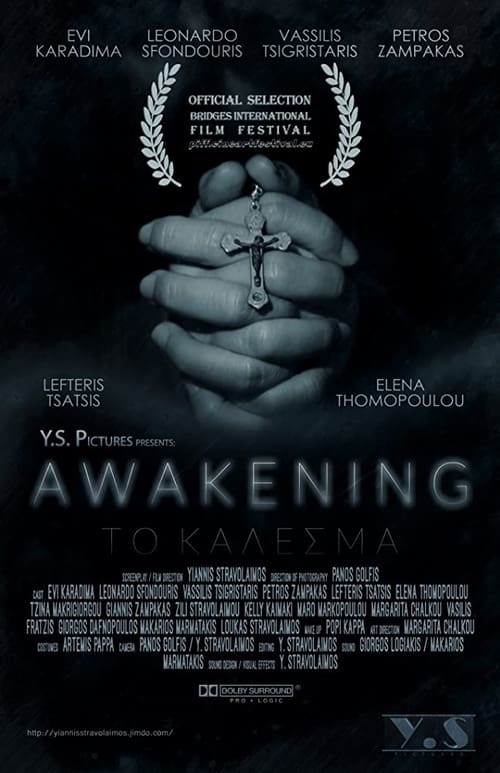 EVI KARADIMA
LEONARDO SFONDOURIS
VASSILIS TSIGRISTARIS
PETROS ZAMPAKAS
OFFICIAL SELECTION
BRIDGES INTERNATIONAL
FILM FESTIVAL
piff.cineartfestival.eu
LEFTERIS TSATSIS
ELENA THOMOPOULOU
Y.S. PICTURES PRESENTS:
AWAKENING
ΤΟ ΚΑΛΕΣΜΑ
SCREENPLAY / FILM DIRECTION YIANNIS STRAVOLAIMOS DIRECTION OF PHOTOGRAPHY PANOS GOLFIS
CAST EVI KARADIMA LEONARDO SFONDOURIS VASSILIS TSIGRISTARIS PETROS ZAMPAKAS LEFTERIS TSATSIS ELENA THOMOPOULOU
TZINA MAKRIGIORGOU GIANNIS ZAMPAKAS ZILI STRAVOLAIMOU KELLY KAIMAKI MARO MARKOPOULOU MARGARITA CHALKOU VASILIS
FRATZIS GIORGOS DAFNOPOULOS MAKARIOS MARMATAKIS LOUKAS STRAVOLAIMOS MAKE UP POPI KAPPA ART DIRECTION MARGARITA CHALKOU
COSTUMES ARTEMIS PAPPA CAMERA PANOS GOLFIS / Y. STRAVOLAIMOS EDITING Y. STRAVOLAIMOS SOUND GIORGOS LOGIAKIS / MAKARIOS
MARMATAKIS SOUND DESIGN / VISUAL EFFECTS Y. STRAVOLAIMOS
DOLBY SURROUND
PRO • LOGIC
http://yiannisstravolaimos.jimdo.com/
Y.S
PICTURES